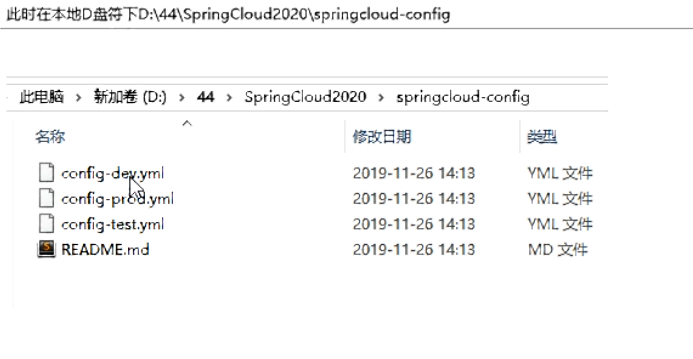 此时在本地D盘符下D:\44\SpringCloud2020\springcloud-config
此电脑 > 新加卷 (D:) > 44 > SpringCloud2020 > springcloud-config
名称 修改日期 类型
config-dev.yml 2019-11-26 14:13 YML 文件
config-prod.yml 2019-11-26 14:13 YML 文件
config-test.yml 2019-11-26 14:13 YML 文件
README.md 2019-11-26 14:13 MD 文件